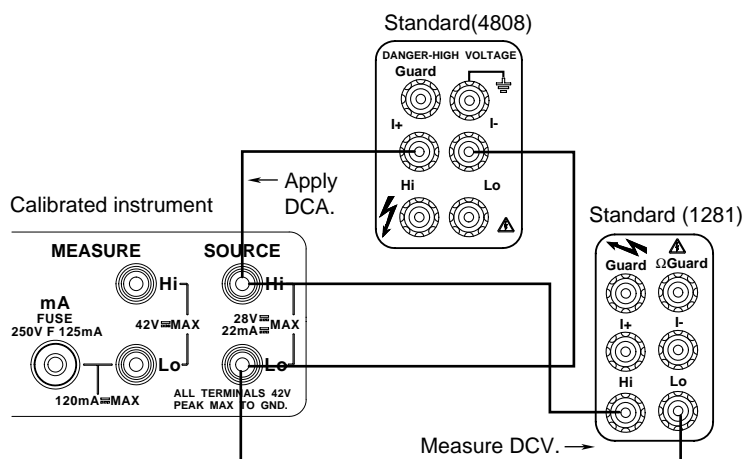 Standard(4808)
DANGER-HIGH VOLTAGE
Guard
I+
I-
Hi
Lo
← Apply
DCA.
Calibrated instrument
MEASURE
SOURCE
Hi
Hi
mA
FUSE
250V F 125mA
42V⎓MAX
28V⎓
22mA⎓
MAX
Lo
Lo
120mA⎓MAX
ALL TERMINALS 42V
PEAK MAX TO GND.
Standard (1281)
Guard
ΩGuard
I+
I-
Hi
Lo
Measure DCV. →